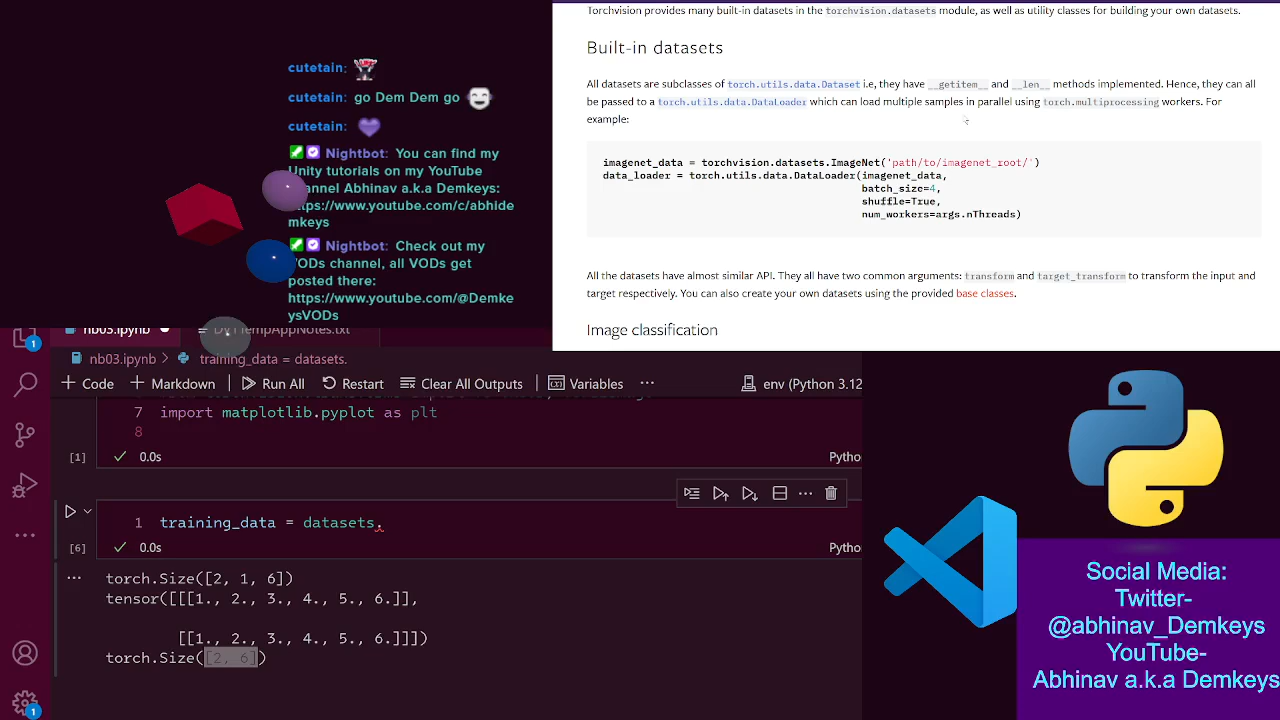 Torchvision provides many built-in datasets in the torchvision.datasets module, as well as utility classes for building your own datasets.
Built-in datasets
All datasets are subclasses of torch.utils.data.Dataset i.e, they have __getitem__ and __len__ methods implemented. Hence, they can all
be passed to a torch.utils.data.DataLoader which can load multiple samples in parallel using torch.multiprocessing workers. For
example:
imagenet_data = torchvision.datasets.ImageNet('path/to/imagenet_root/')
data_loader = torch.utils.data.DataLoader(imagenet_data,
batch_size=4,
shuffle=True,
num_workers=args.nThreads)
All the datasets have almost similar API. They all have two common arguments: transform and target_transform to transform the input and
target respectively. You can also create your own datasets using the provided base classes.
Image classification
cutetain:
cutetain: go Dem Dem go
cutetain:
Nightbot: You can find my
Unity tutorials on my YouTube
Channel Abhinav a.k.a Demkeys:
https://www.youtube.com/c/abhide
mkeys
Nightbot: Check out my
VODs channel, all VODs get
posted there:
https://www.youtube.com/@Demke
ysVODs
nb03.ipynb
nb03.ipynb > training_data = datasets.
+ Code + Markdown Run All Restart Clear All Outputs Variables ... env (Python 3.12
7 import matplotlib.pyplot as plt
8
[1] 0.0s Pytho
1 training_data = datasets.
[6] 0.0s Pytho
... torch.Size([2, 1, 6])
tensor([[[1., 2., 3., 4., 5., 6.]],
[[1., 2., 3., 4., 5., 6.]]])
torch.Size([2, 6])
1
1
Social Media:
Twitter-
@abhinav_Demkeys
YouTube-
Abhinav a.k.a Demkeys